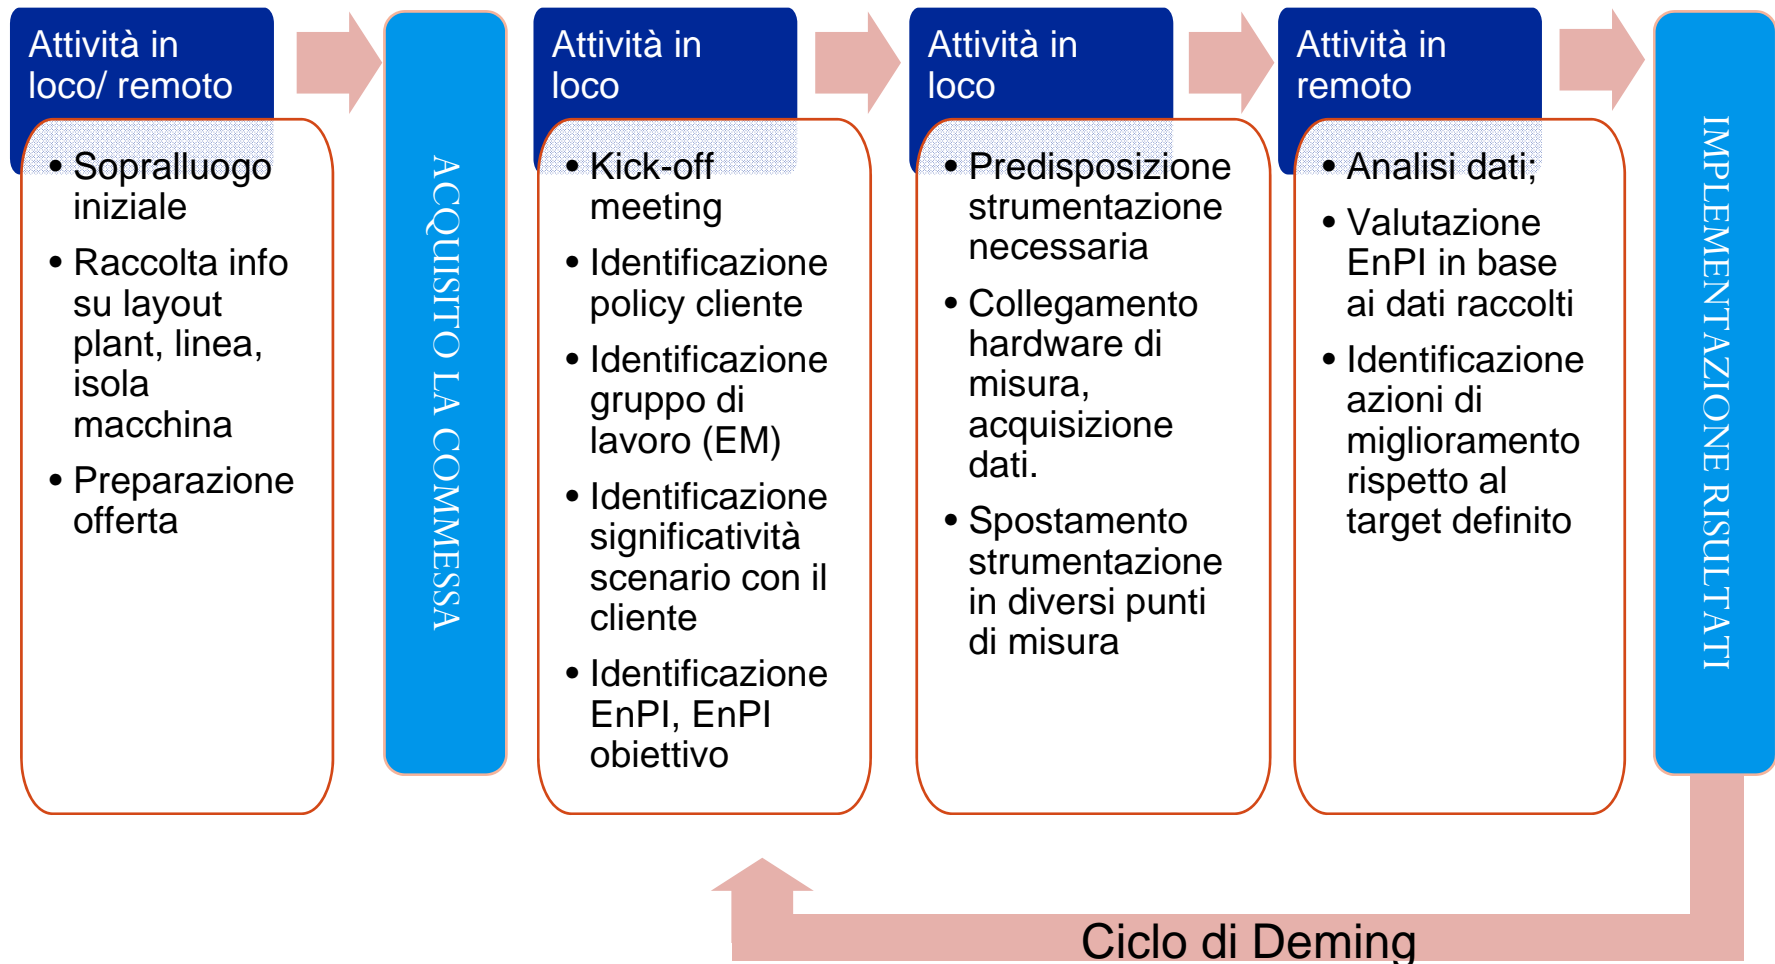 Attività in
loco/ remoto
• Sopralluogo
iniziale
• Raccolta info
su layout
plant, linea,
isola
macchina
• Preparazione
offerta
ACQUISITO LA COMMESSA
Attività in
loco
• Kick-off
meeting
• Identificazione
policy cliente
• Identificazione
gruppo di
lavoro (EM)
• Identificazione
significatività
scenario con il
cliente
• Identificazione
EnPI, EnPI
obiettivo
Attività in
loco
• Predisposizione
strumentazione
necessaria
• Collegamento
hardware di
misura,
acquisizione
dati.
• Spostamento
strumentazione
in diversi punti
di misura
Attività in
remoto
• Analisi dati;
• Valutazione
EnPI in base
ai dati raccolti
• Identificazione
azioni di
miglioramento
rispetto al
target definito
IMPLEMENTAZIONE RISULTATI
Ciclo di Deming